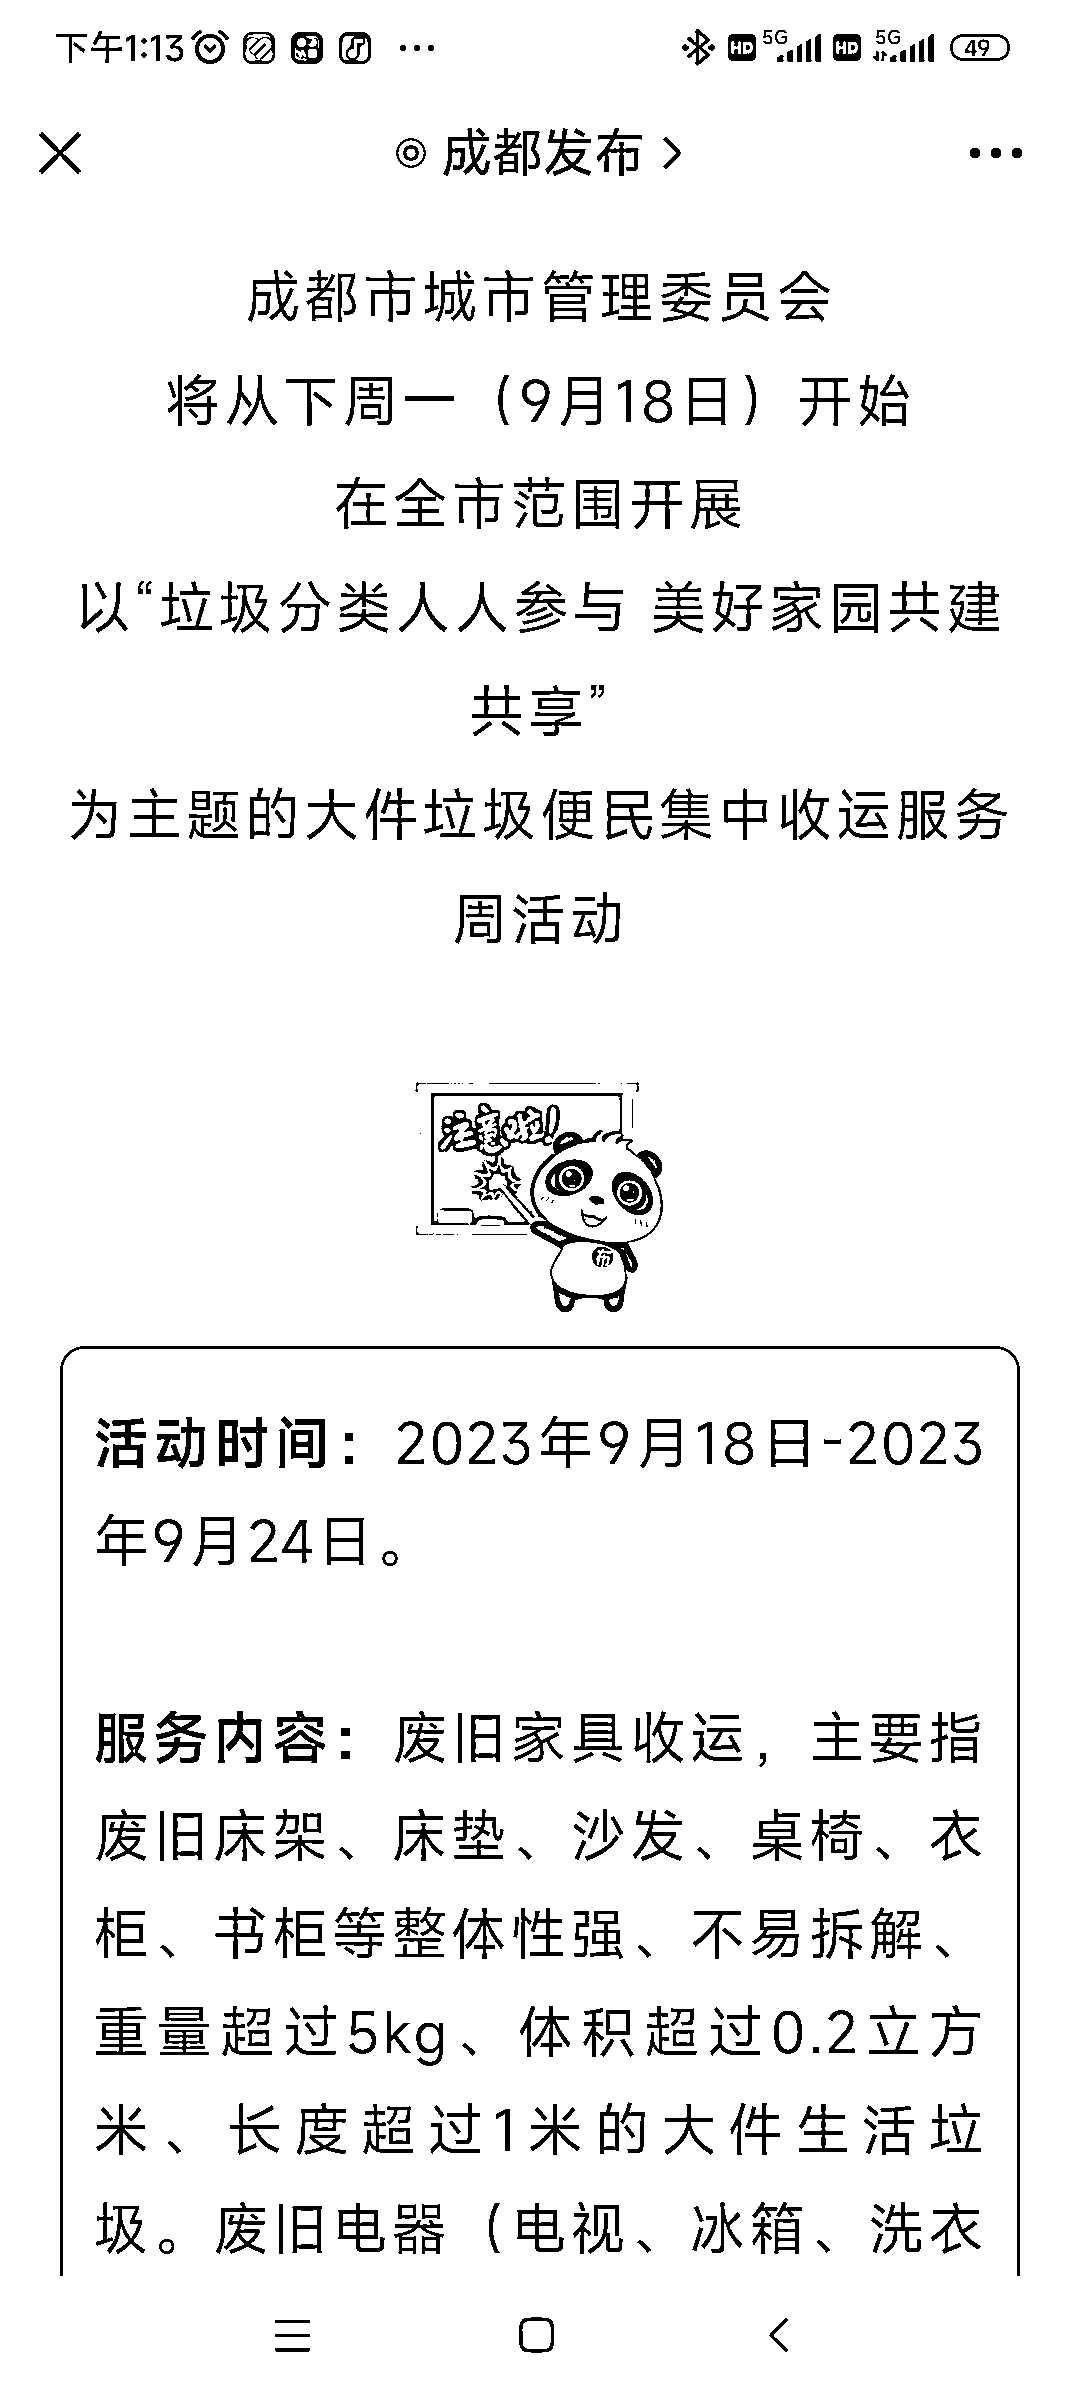 下午1:13
HD 5G HD 5G 49
成都发布
成都市城市管理委员会
将从下周一（9月18日）开始
在全市范围开展
以“垃圾分类人人参与 美好家园共建
共享”
为主题的大件垃圾便民集中收运服务
周活动
注意啦!
布
活动时间：2023年9月18日-2023
年9月24日。
服务内容：废旧家具收运，主要指
废旧床架、床垫、沙发、桌椅、衣
柜、书柜等整体性强、不易拆解、
重量超过5kg、体积超过0.2立方
米、长度超过1米的大件生活垃
圾。废旧电器（电视、冰箱、洗衣